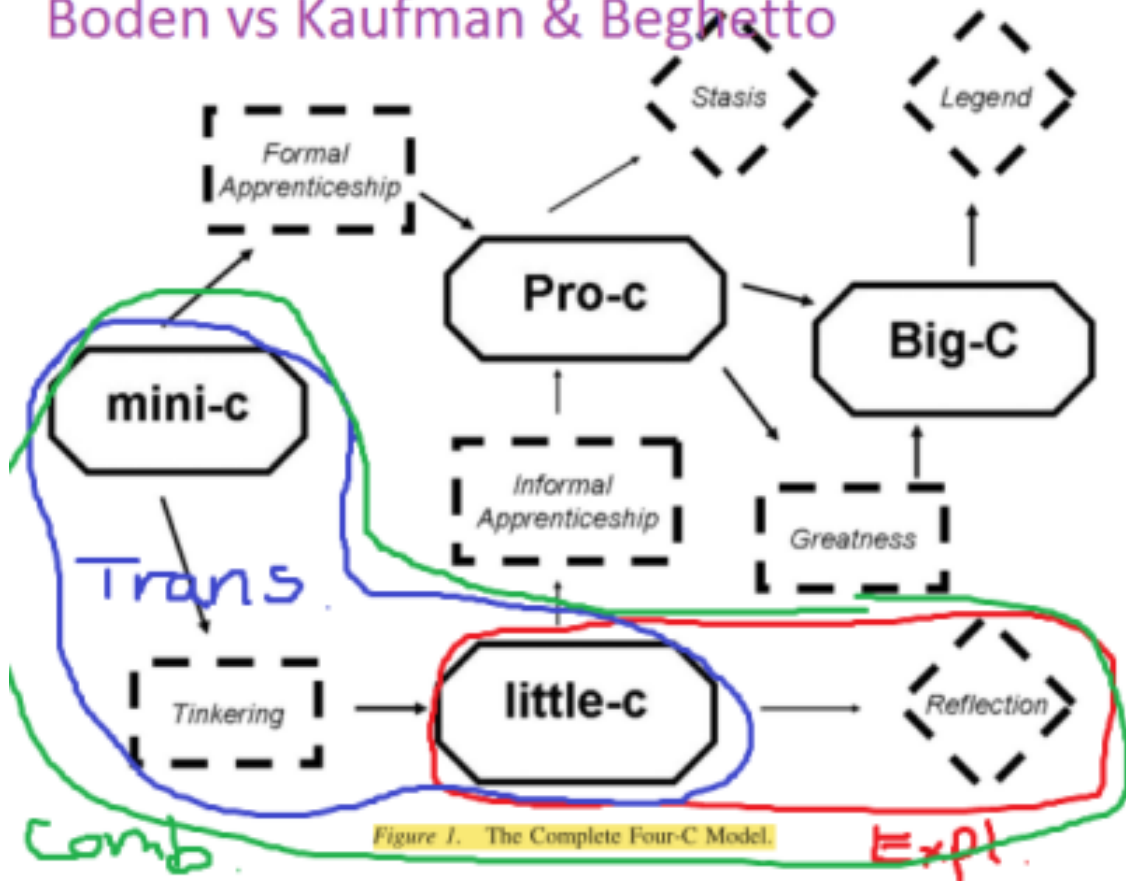 Boden vs Kaufman & Beghetto
Stasis
Legend
Formal
Apprenticeship
Pro-c
Big-C
mini-c
Informal
Apprenticeship
Greatness
Trans.
Tinkering
little-c
Reflection
Comb.
Figure 1. The Complete Four-C Model.
Expl.